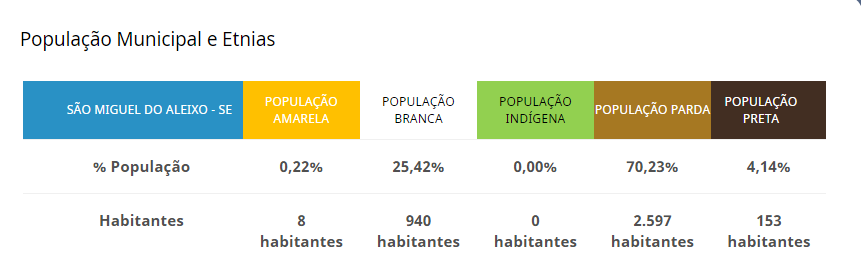 População Municipal e Etnias
SÃO MIGUEL DO ALEIXO - SE
POPULAÇÃO AMARELA
POPULAÇÃO BRANCA
POPULAÇÃO INDÍGENA
POPULAÇÃO PARDA
POPULAÇÃO PRETA
% População 0,22% 25,42% 0,00% 70,23% 4,14%
Habitantes 8 940 0 2.597 153
habitantes habitantes habitantes habitantes habitantes